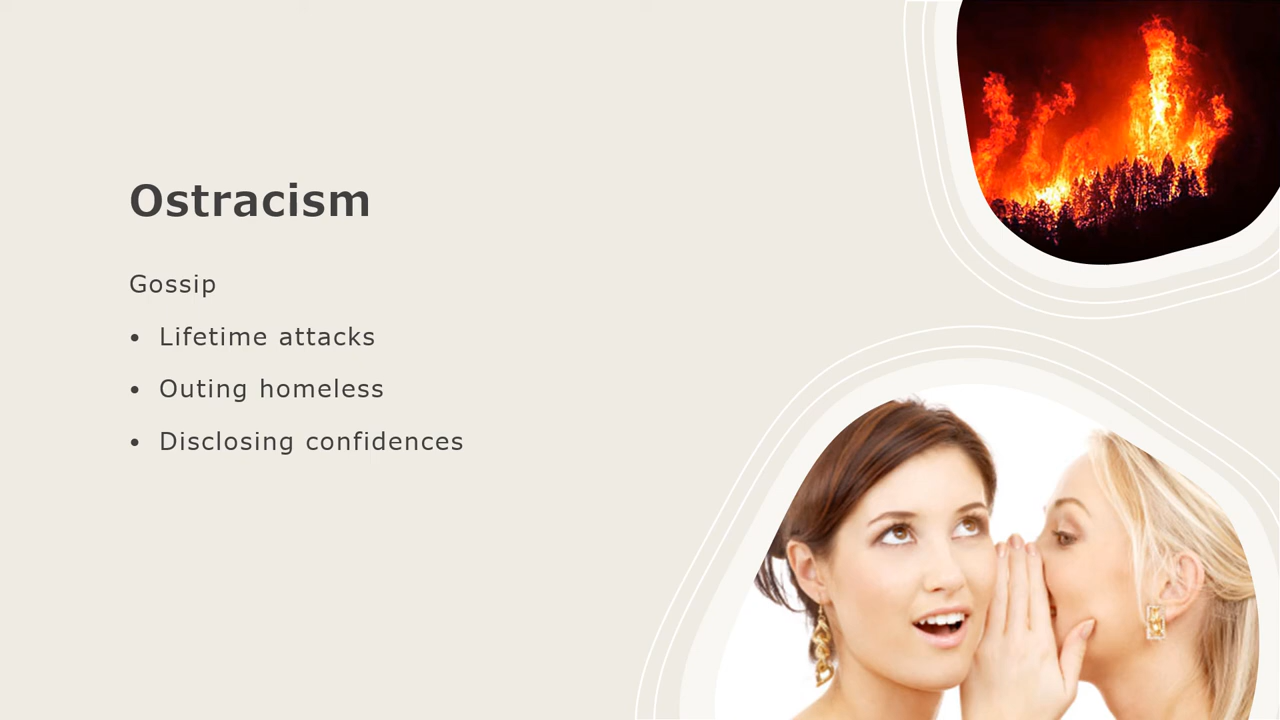 Ostracism
Gossip
• Lifetime attacks
• Outing homeless
• Disclosing confidences